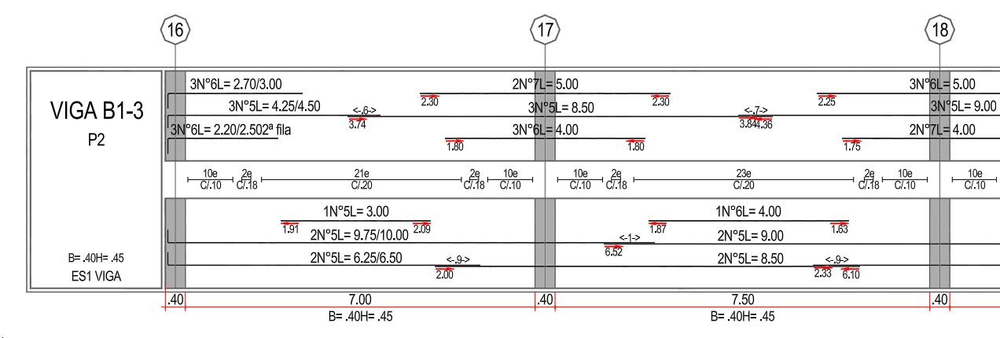 16 17 18
VIGA B1-3
P2
B= .40H= .45
ES1 VIGA
3N°6L= 2.70/3.00 2N°7L= 5.00 3N°6L= 5.00
2.30 2.30 2.25
3N°5L= 4.25/4.50 <-.6-> 3N°5L= 8.50 <-.7-> 3N°5L= 9.00
3.74 3.84 4.36
3N°6L= 2.20/2.502ª fila 3N°6L= 4.00 2N°7L= 4.00
1.80 1.80 1.75
10e 2e 21e 2e 10e 10e 2e 23e 2e 10e 10e
C/.10 C/.18 C/.20 C/.18 C/.10 C/.10 C/.18 C/.20 C/.18 C/.10 C/.10
1N°5L= 3.00 1N°6L= 4.00
1.91 2.09 1.87 1.63
2N°5L= 9.75/10.00 <-1-> 2N°5L= 9.00
6.52
2N°5L= 6.25/6.50 <-.9-> 2N°5L= 8.50 <-.9->
2.00 2.33 6.10
.40 7.00 .40 7.50 .40
B= .40H= .45 B= .40H= .45